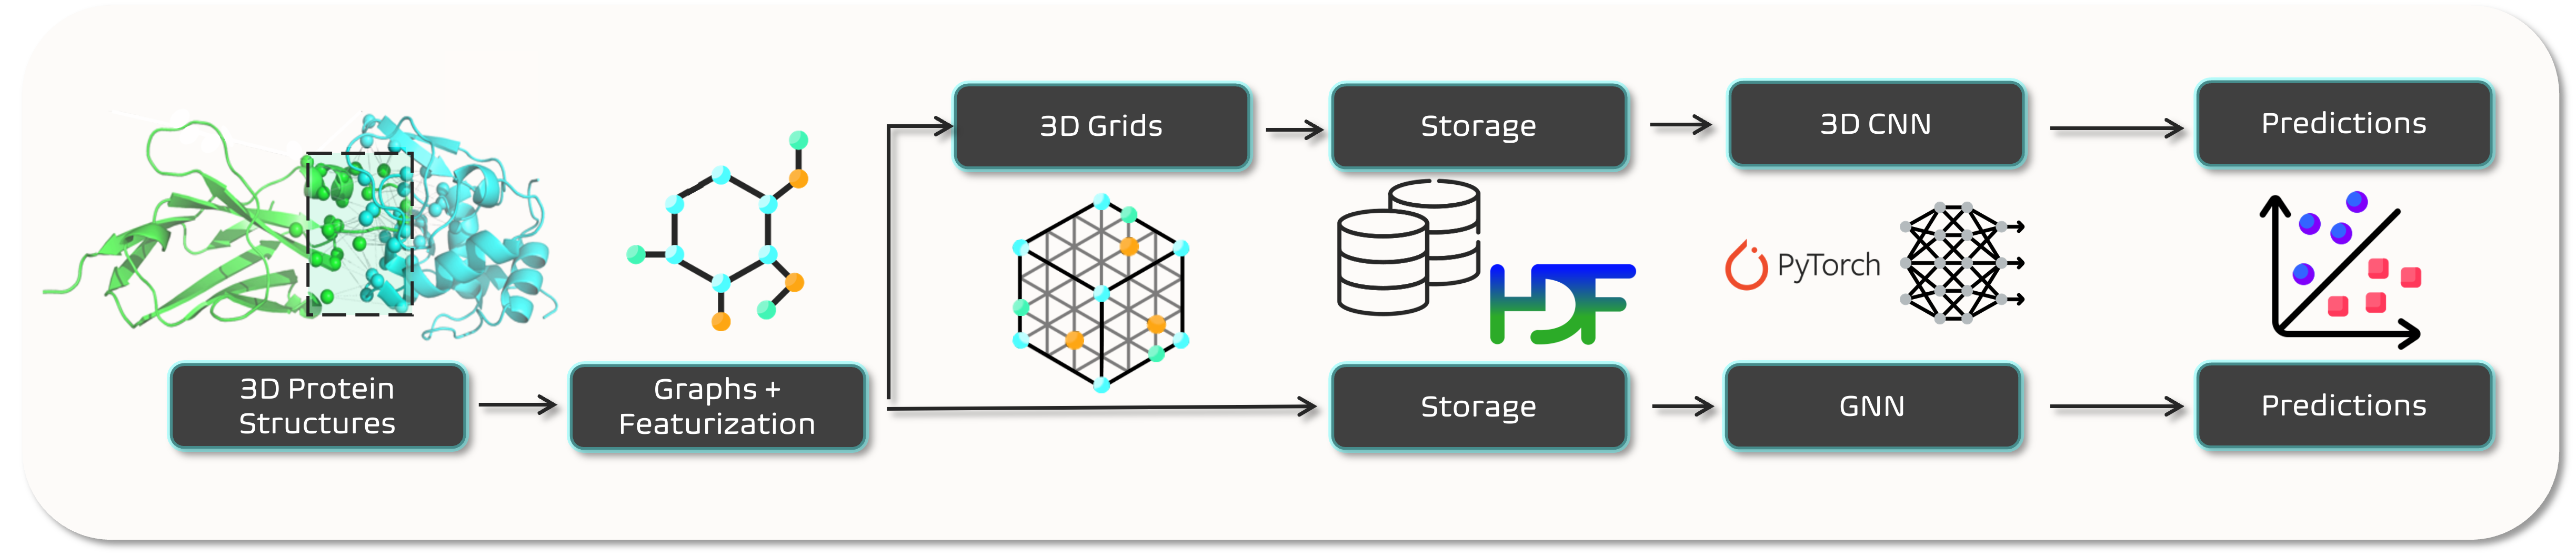 3D Grids
Storage
3D CNN
Predictions
PyTorch
HDF
3D Protein
Structures
Graphs +
Featurization
Storage
GNN
Predictions